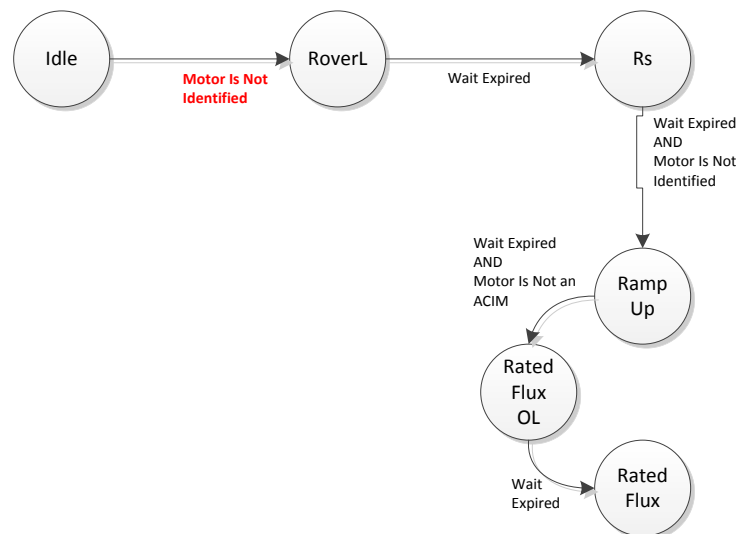 Idle
RoverL
Rs
Motor Is Not
Identified
Wait Expired
Wait Expired
AND
Motor Is Not
Identified
Wait Expired
AND
Motor Is Not an
ACIM
Ramp
Up
Rated
Flux
OL
Wait
Expired
Rated
Flux